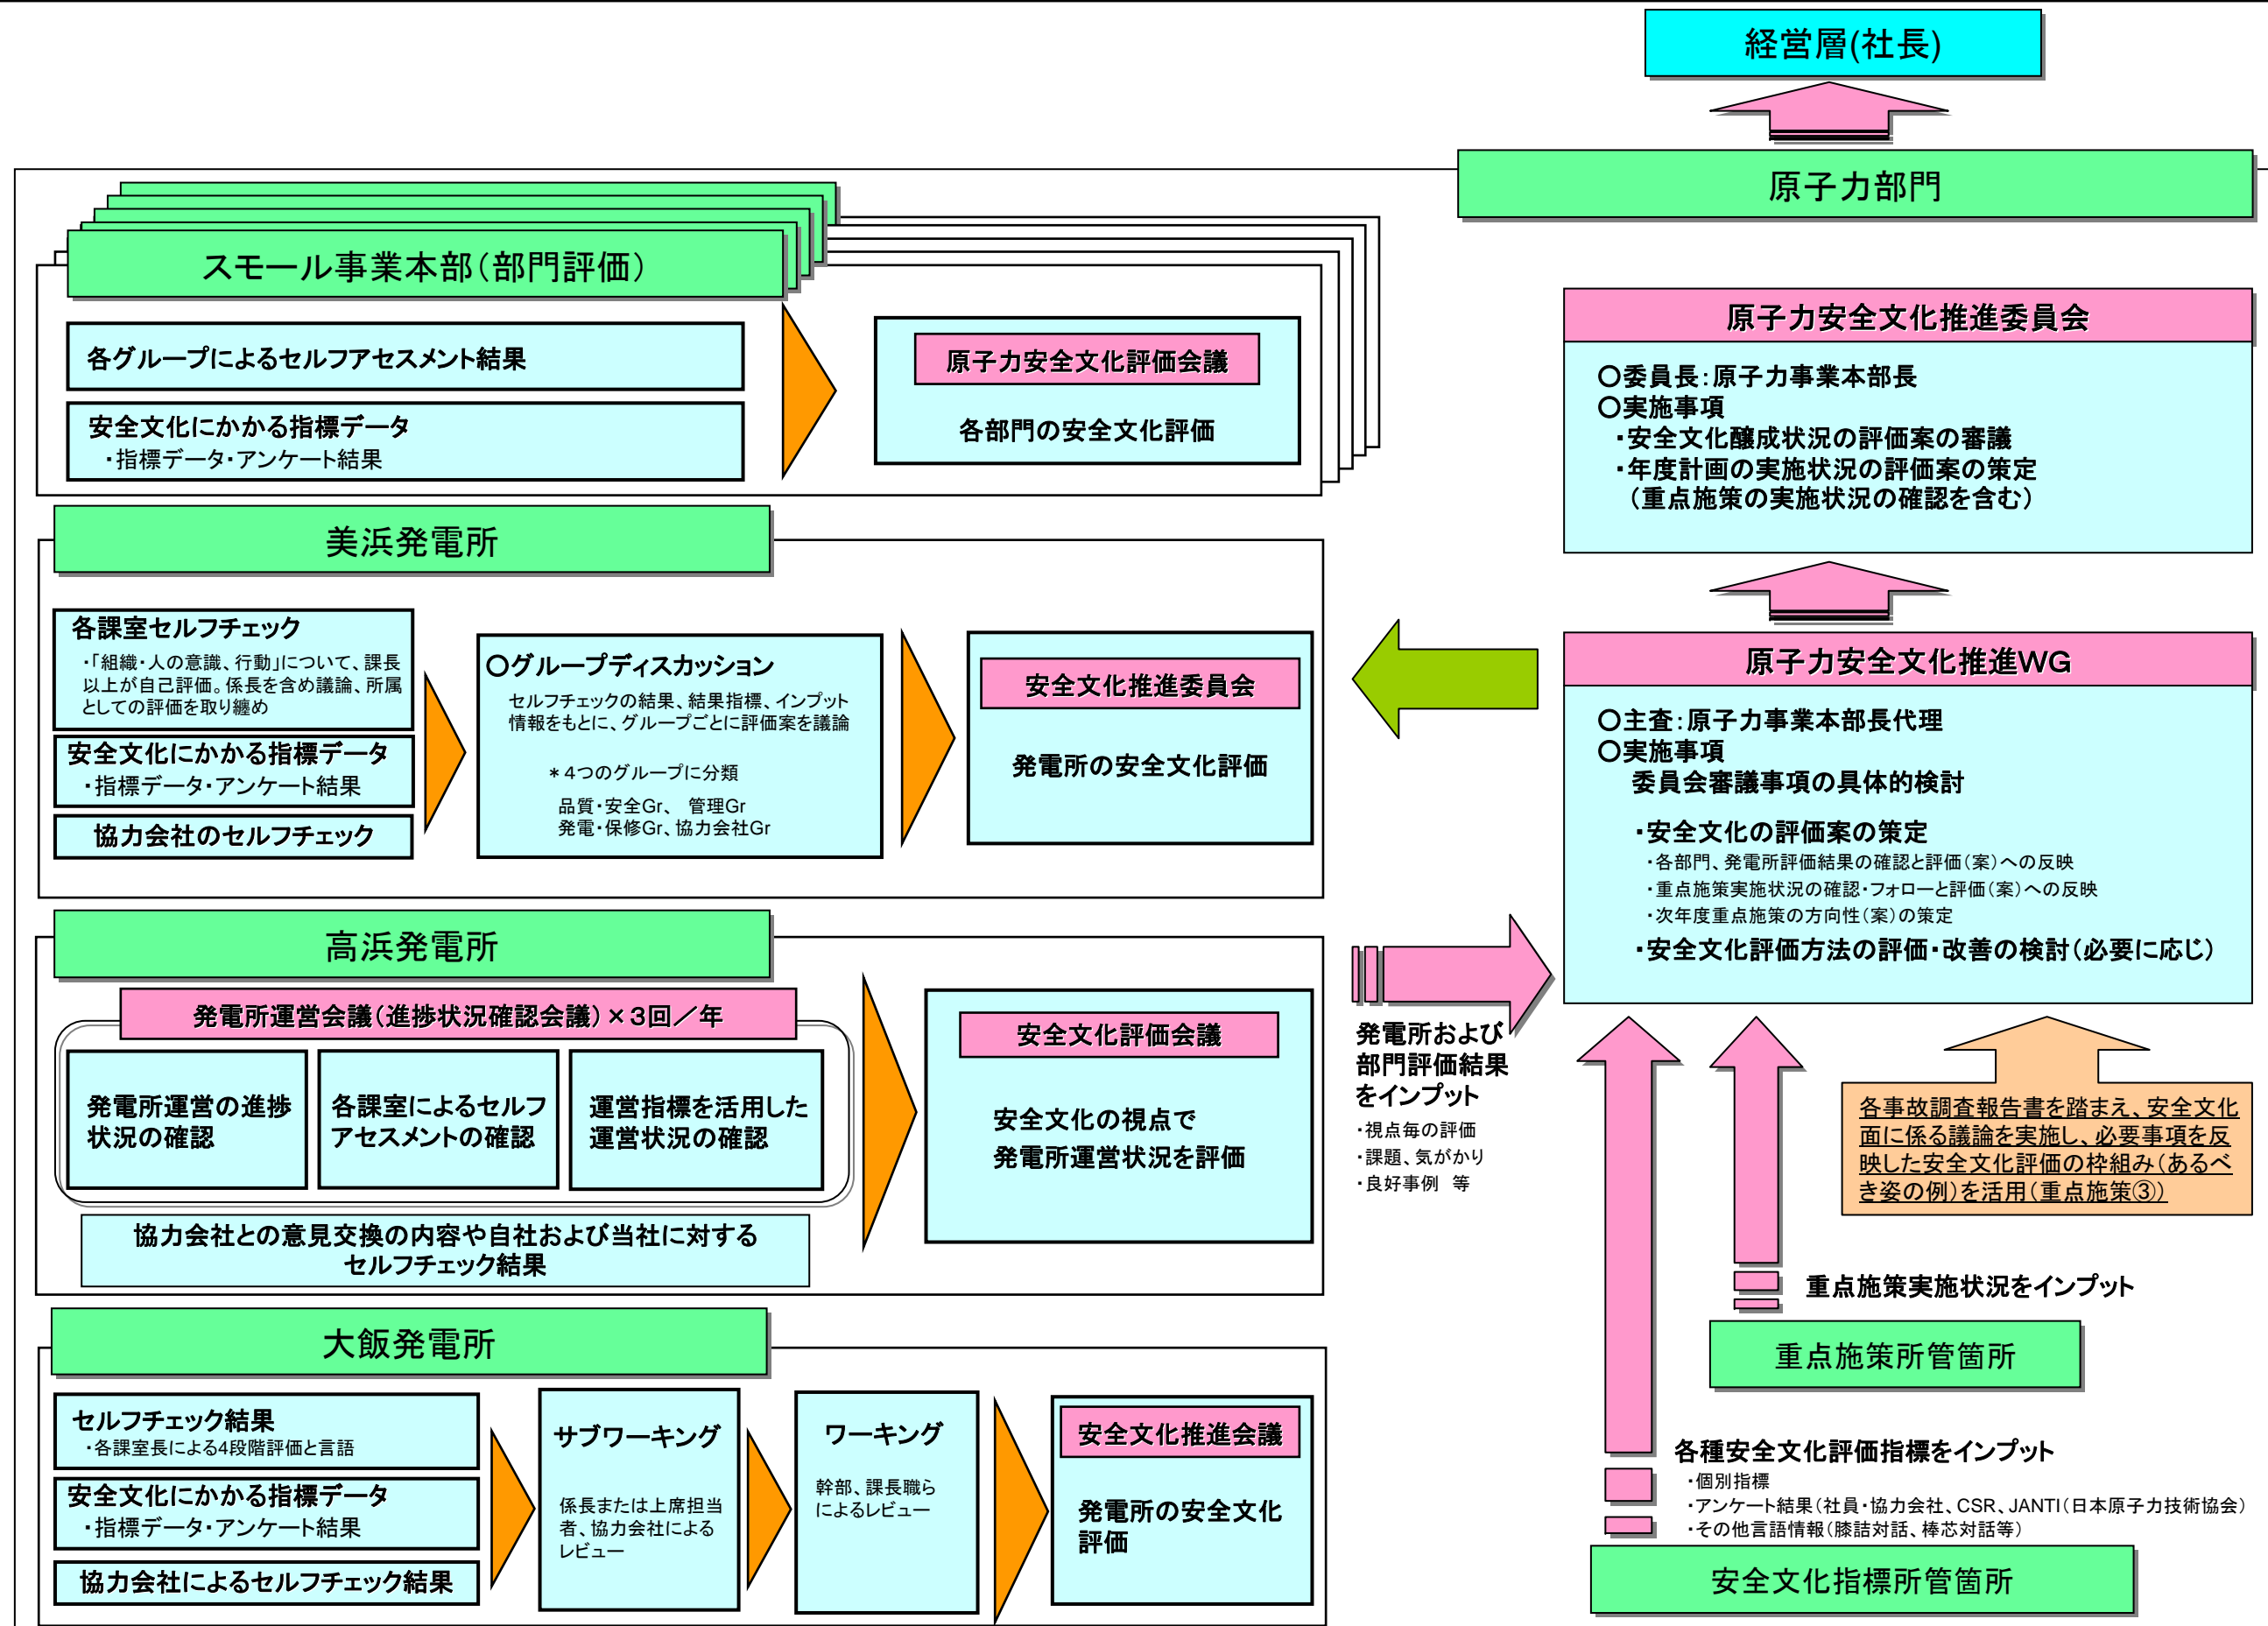 経営層(社長)
原子力部門
スモール事業本部(部門評価)
各グループによるセルフアセスメント結果
安全文化にかかる指標データ
・指標データ・アンケート結果
原子力安全文化評価会議
各部門の安全文化評価
美浜発電所
各課室セルフチェック
・「組織・人の意識、行動」について、課長
以上が自己評価。係長を含め議論、所属
としての評価を取り纏め
安全文化にかかる指標データ
・指標データ・アンケート結果
協力会社のセルフチェック
○グループディスカッション
セルフチェックの結果、結果指標、インプット
情報をもとに、グループごとに評価案を議論
＊4つのグループに分類
品質・安全Gr、 管理Gr
発電・保修Gr、協力会社Gr
安全文化推進委員会
発電所の安全文化評価
高浜発電所
発電所運営会議(進捗状況確認会議)×3回／年
発電所運営の進捗
状況の確認
各課室によるセルフ
アセスメントの確認
運営指標を活用した
運営状況の確認
協力会社との意見交換の内容や自社および当社に対する
セルフチェック結果
安全文化評価会議
安全文化の視点で
発電所運営状況を評価
大飯発電所
セルフチェック結果
・各課室長による4段階評価と言語
安全文化にかかる指標データ
・指標データ・アンケート結果
協力会社によるセルフチェック結果
サブワーキング
係長または上席担当
者、協力会社による
レビュー
ワーキング
幹部、課長職ら
によるレビュー
安全文化推進会議
発電所の安全文化
評価
発電所および
部門評価結果
をインプット
・視点毎の評価
・課題、気がかり
・良好事例 等
原子力安全文化推進委員会
○委員長：原子力事業本部長
○実施事項
・安全文化醸成状況の評価案の審議
・年度計画の実施状況の評価案の策定
(重点施策の実施状況の確認を含む)
原子力安全文化推進WG
○主査：原子力事業本部長代理
○実施事項
委員会審議事項の具体的検討
・安全文化の評価案の策定
・各部門、発電所評価結果の確認と評価(案)への反映
・重点施策実施状況の確認・フォローと評価(案)への反映
・次年度重点施策の方向性(案)の策定
・安全文化評価方法の評価・改善の検討(必要に応じ)
各事故調査報告書を踏まえ、安全文化
面に係る議論を実施し、必要事項を反
映した安全文化評価の枠組み(あるべ
き姿の例)を活用(重点施策③)
重点施策実施状況をインプット
重点施策所管箇所
各種安全文化評価指標をインプット
・個別指標
・アンケート結果(社員・協力会社、CSR、JANTI(日本原子力技術協会)
・その他言語情報(膝詰対話、棒芯対話等)
安全文化指標所管箇所